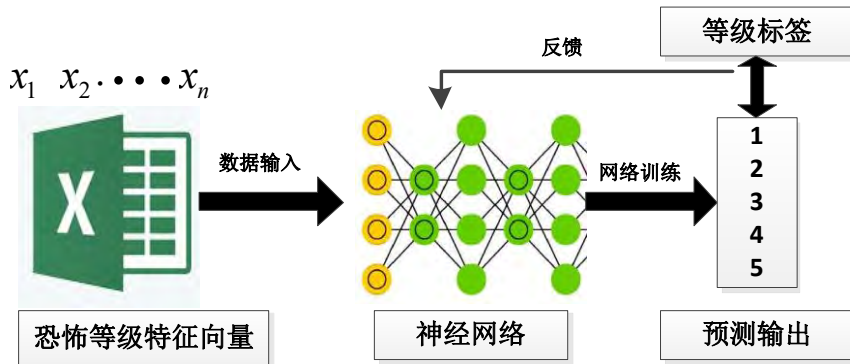 等级标签
反馈
x₁ x₂ . • • • xₙ
数据输入
X
网络训练
1
2
3
4
5
恐怖等级特征向量
神经网络
预测输出